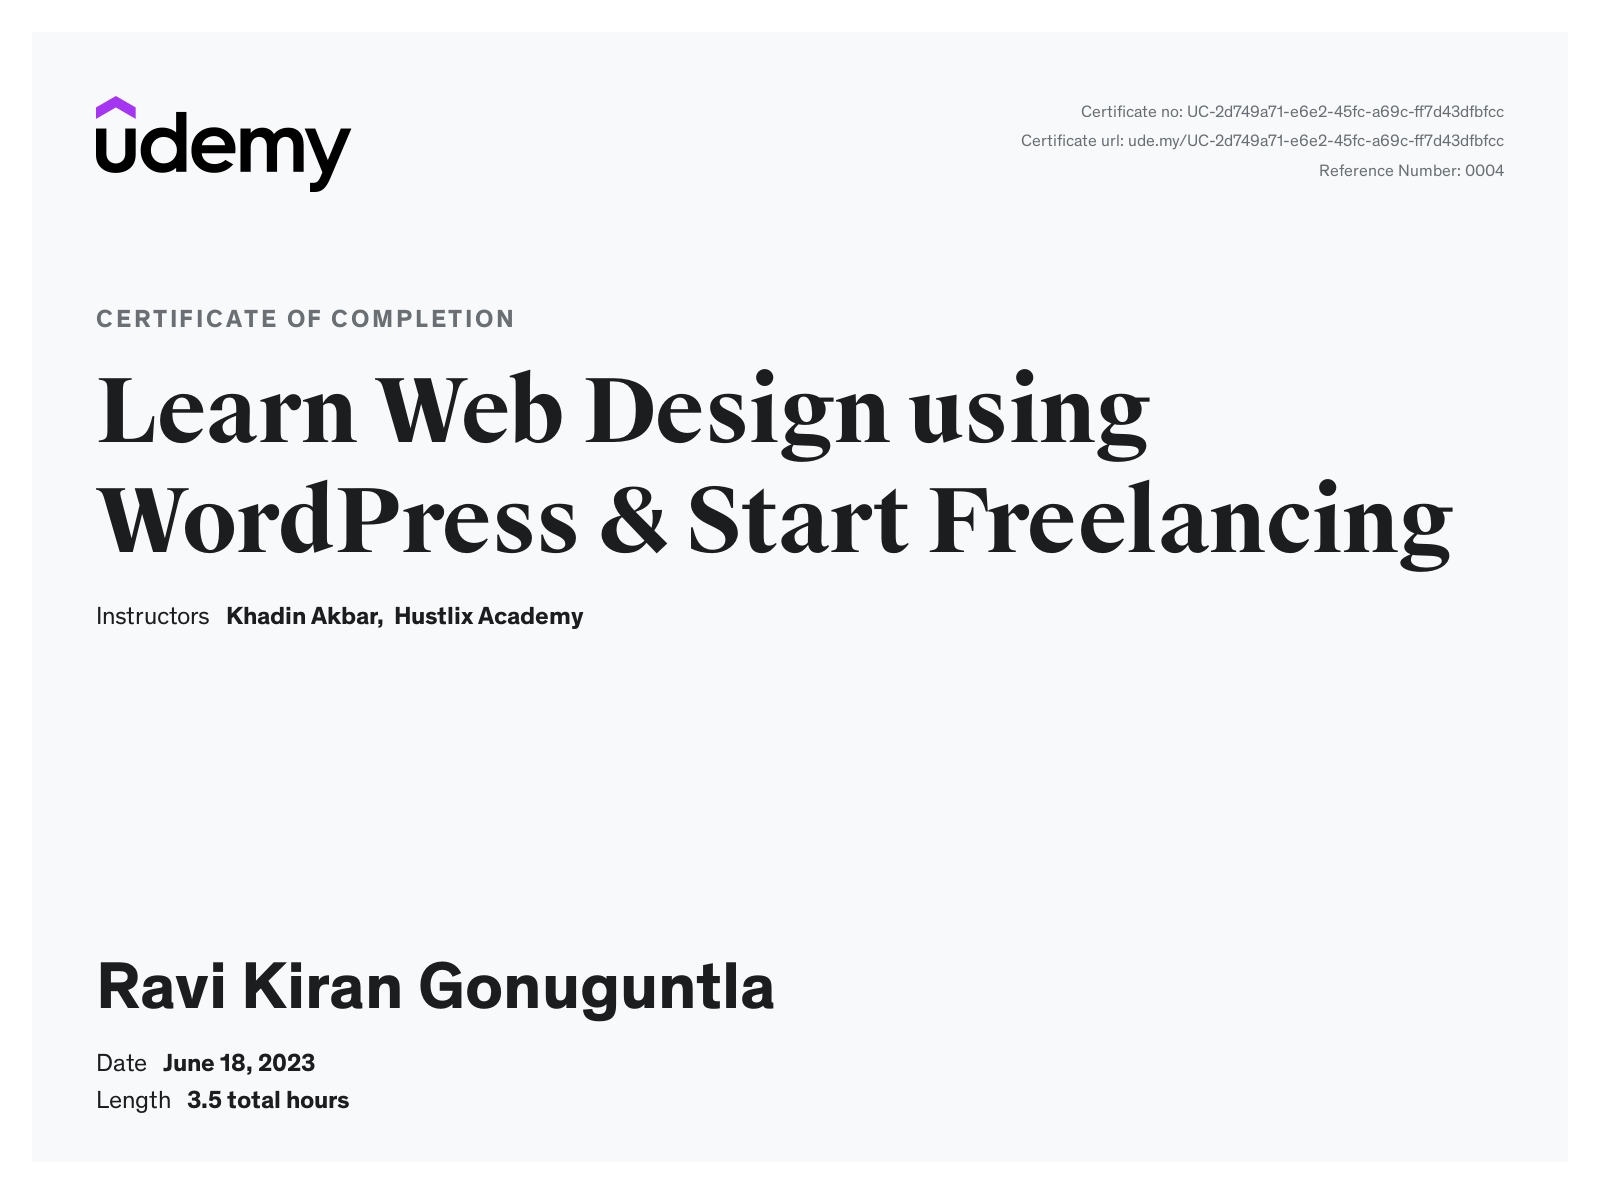 udemy
Certificate no: UC-2d749a71-e6e2-45fc-a69c-ff7d43dfbfcc
Certificate url: ude.my/UC-2d749a71-e6e2-45fc-a69c-ff7d43dfbfcc
Reference Number: 0004
CERTIFICATE OF COMPLETION
Learn Web Design using
WordPress & Start Freelancing
Instructors Khadin Akbar, Hustlix Academy
Ravi Kiran Gonuguntla
Date June 18, 2023
Length 3.5 total hours